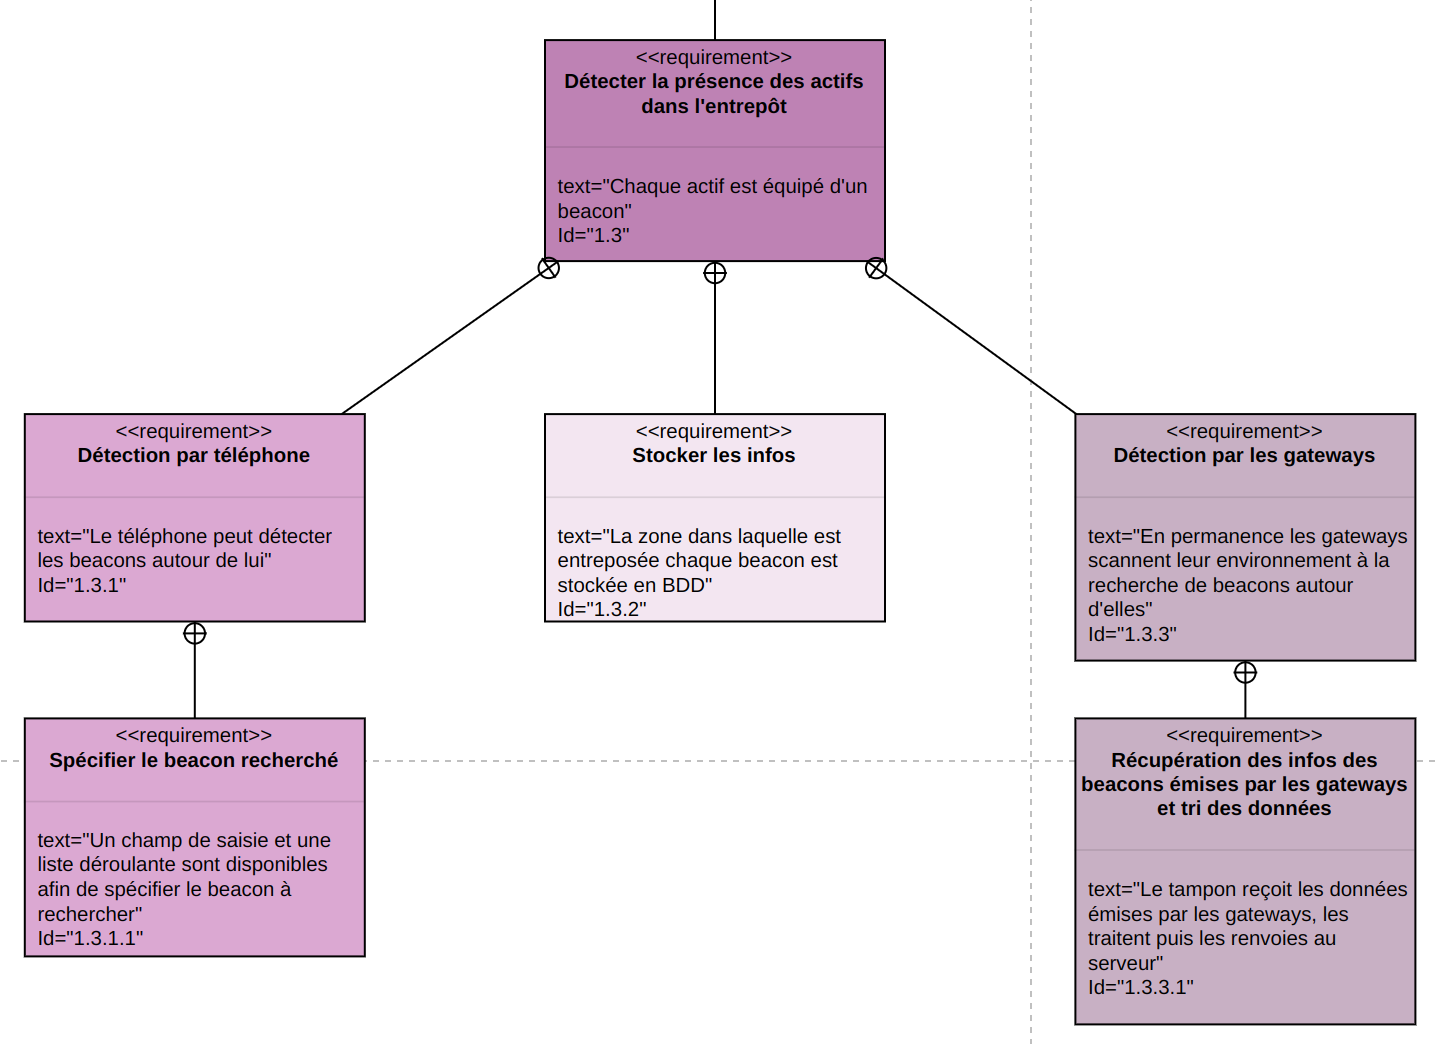 <<requirement>>
Détecter la présence des actifs
dans l'entrepôt
text="Chaque actif est équipé d'un
beacon"
Id="1.3"
<<requirement>>
Détection par téléphone
text="Le téléphone peut détecter
les beacons autour de lui"
Id="1.3.1"
<<requirement>>
Stocker les infos
text="La zone dans laquelle est
entreposée chaque beacon est
stockée en BDD"
Id="1.3.2"
<<requirement>>
Détection par les gateways
text="En permanence les gateways
scannent leur environnement à la
recherche de beacons autour
d'elles"
Id="1.3.3"
<<requirement>>
Spécifier le beacon recherché
text="Un champ de saisie et une
liste déroulante sont disponibles
afin de spécifier le beacon à
rechercher"
Id="1.3.1.1"
<<requirement>>
Récupération des infos des
beacons émises par les gateways
et tri des données
text="Le tampon reçoit les données
émises par les gateways, les
traitent puis les renvoies au
serveur"
Id="1.3.3.1"